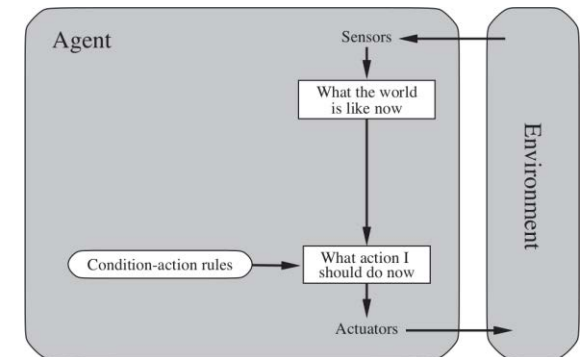 Agent
Sensors
What the world
is like now
Environment
Condition-action rules
What action I
should do now
Actuators